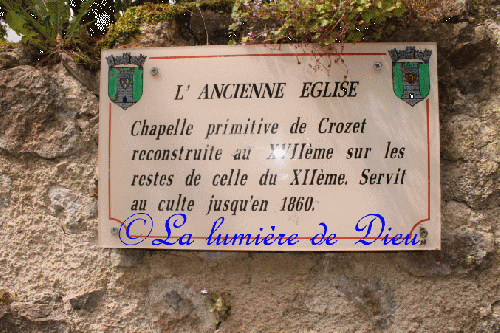 L' ANCIENNE EGLISE
Chapelle primitive de Crozet
reconstruite au XVIIème sur les
restes de celle du XIIème. Servit
au culte jusqu'en 1860.
©La lumière de Dieu.